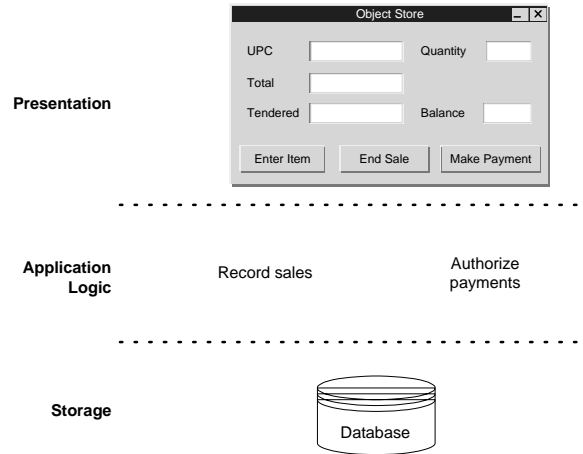 Object Store
UPC Quantity
Total
Tendered Balance
Enter Item End Sale Make Payment
Presentation
Application
Logic
Record sales
Authorize
payments
Storage
Database